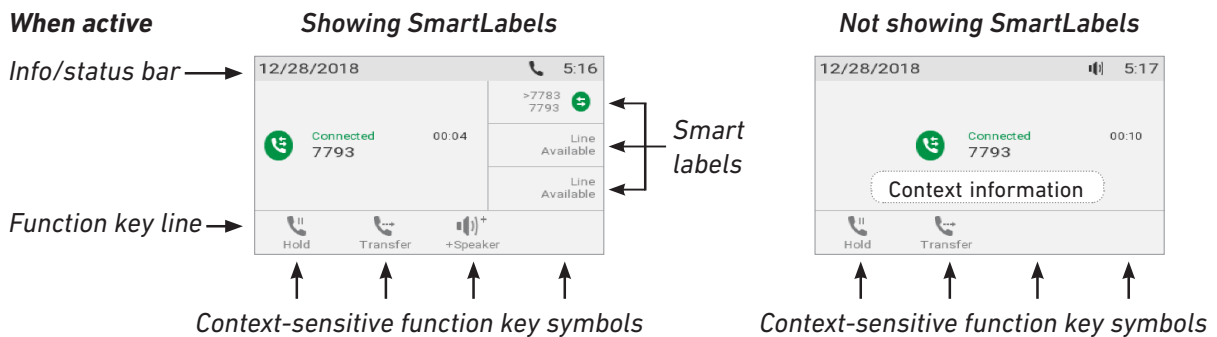 When active
Showing SmartLabels
Not showing SmartLabels
Info/status bar
12/28/2018 5:16
>7783
7793
Connected 00:04
7793
Line
Available
Line
Available
Smart
labels
Function key line
Hold Transfer +Speaker
Context-sensitive function key symbols
12/28/2018 5:17
Connected 00:10
7793
Context information
Hold Transfer
Context-sensitive function key symbols